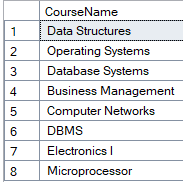 CourseName
1 Data Structures
2 Operating Systems
3 Database Systems
4 Business Management
5 Computer Networks
6 DBMS
7 Electronics I
8 Microprocessor